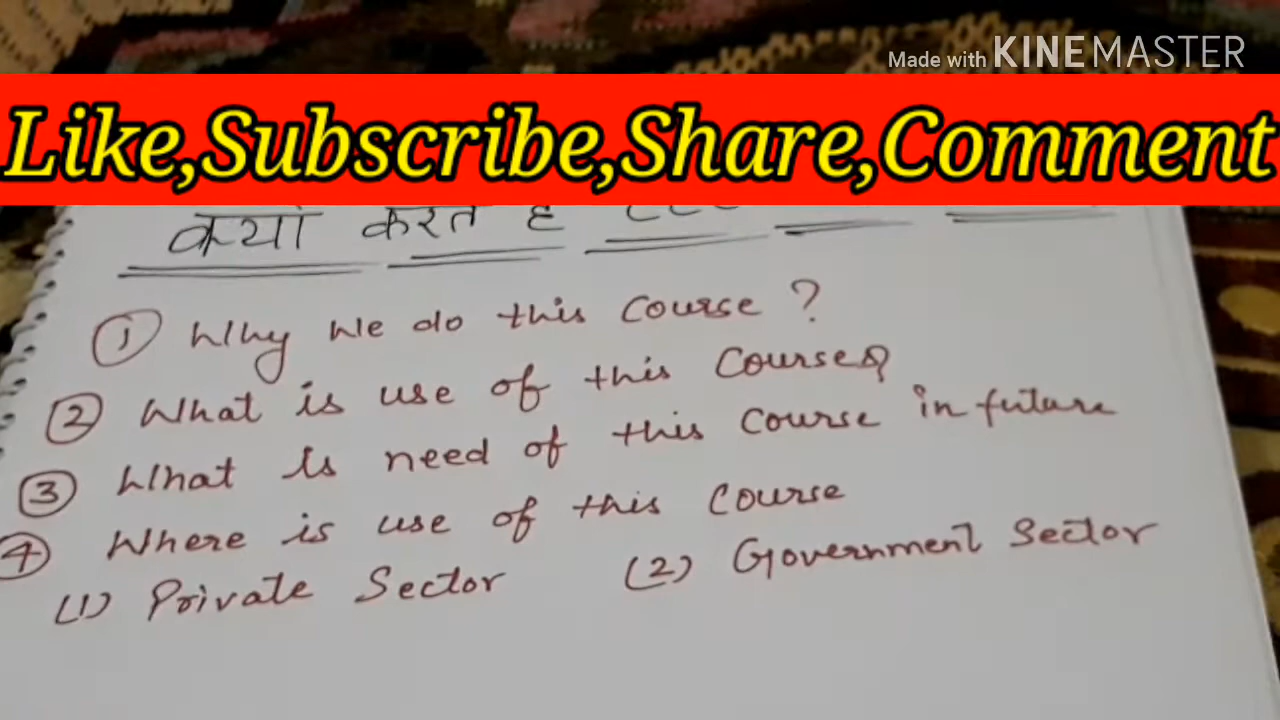 Made with KINEMASTER
Like,Subscribe,Share,Comment
क्यों करते है CCC
① Why We do this Course ?
② What is use of this Course
③ What is need of this Course in future
④ Where is use of this Course
(1) Private Sector (2) Government Sector